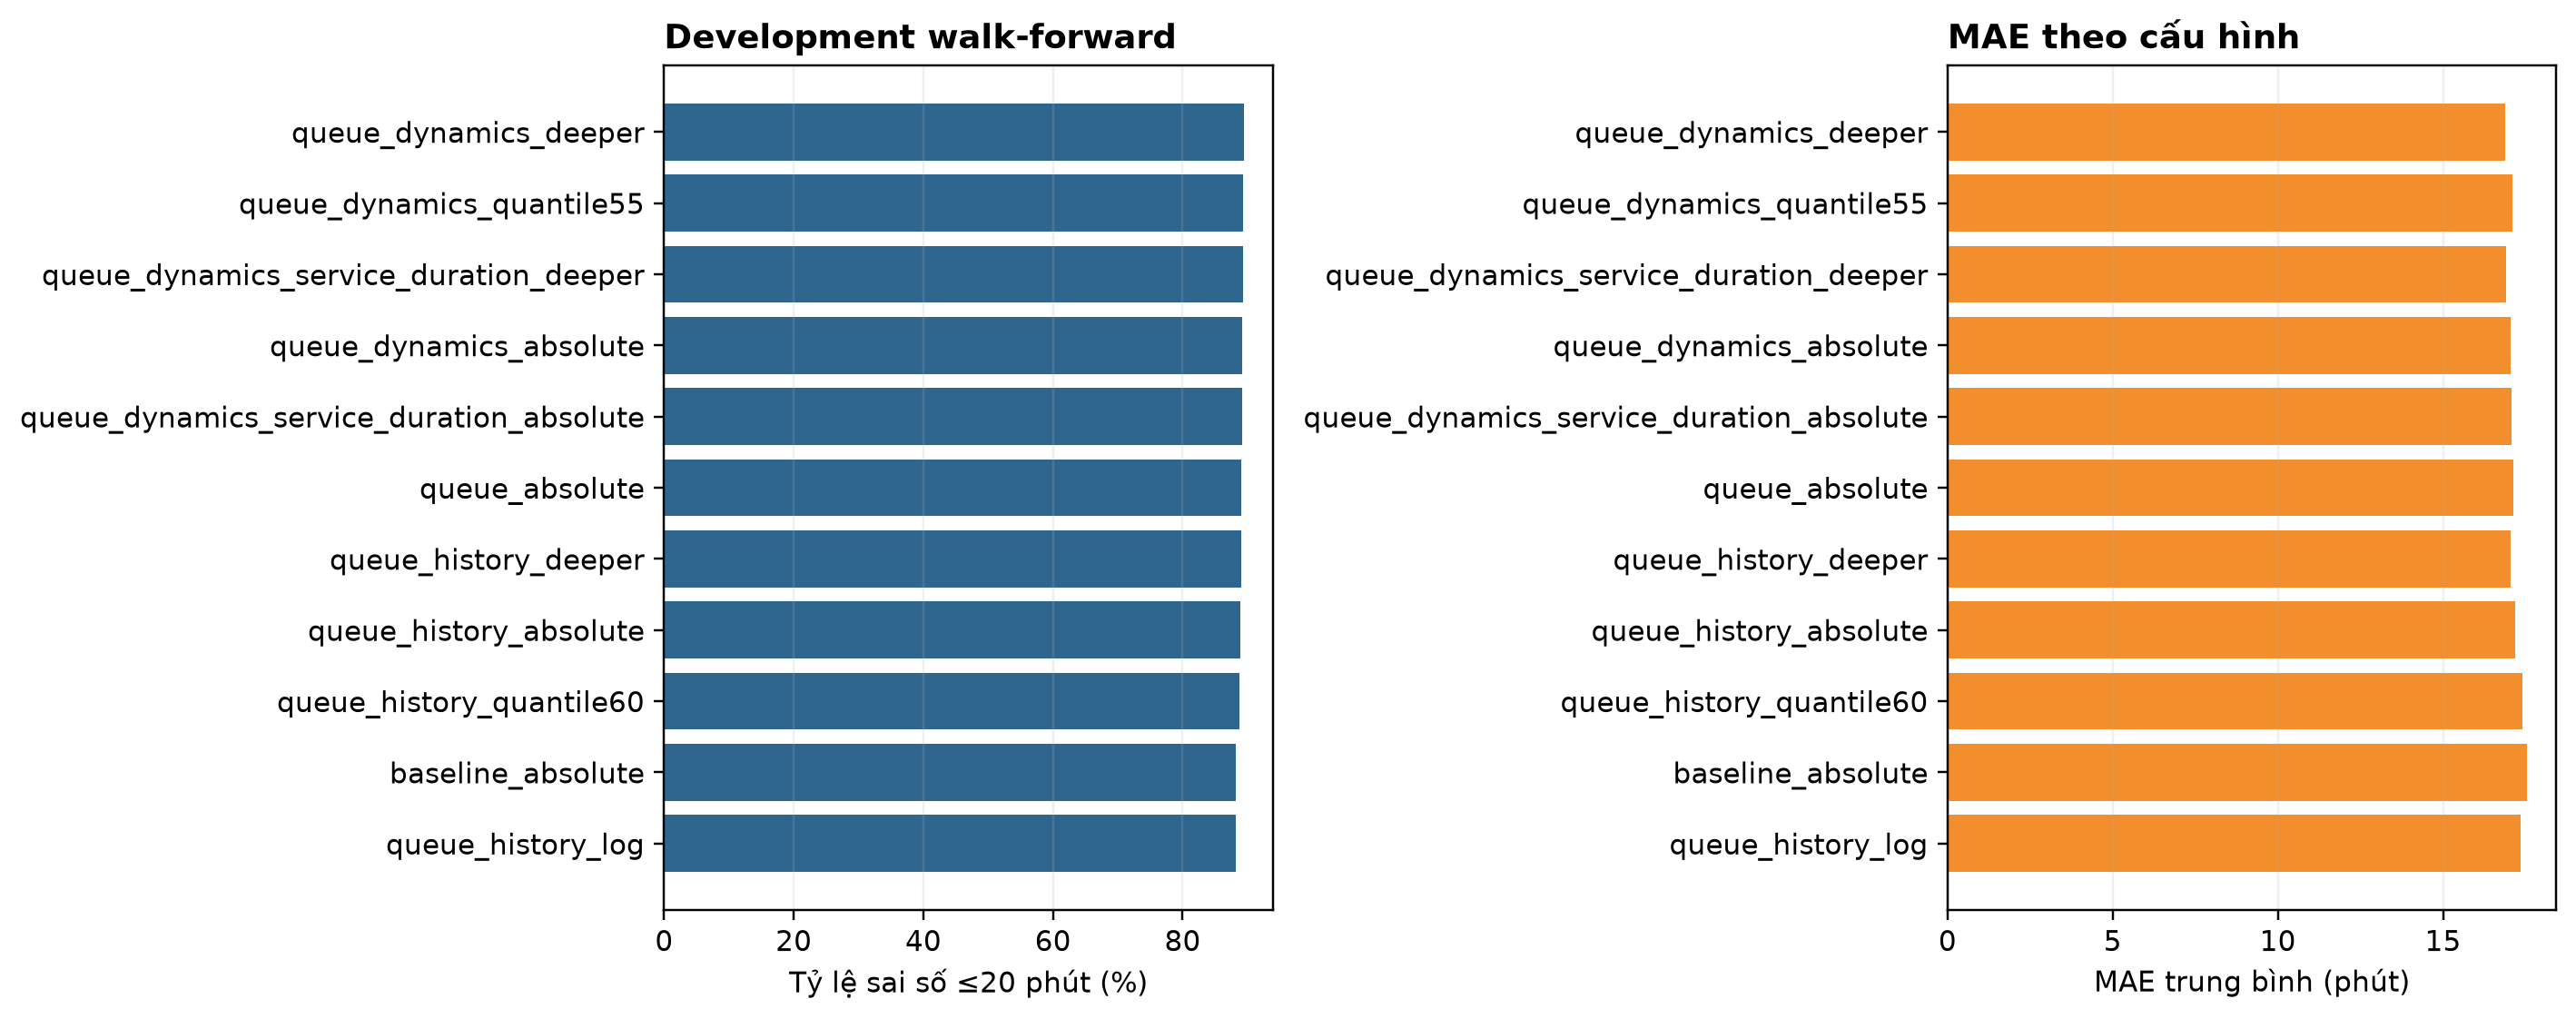 Development walk-forward
queue_dynamics_deeper
queue_dynamics_quantile55
queue_dynamics_service_duration_deeper
queue_dynamics_absolute
queue_dynamics_service_duration_absolute
queue_absolute
queue_history_deeper
queue_history_absolute
queue_history_quantile60
baseline_absolute
queue_history_log
0 20 40 60 80
Tỷ lệ sai số ≤20 phút (%)
MAE theo cấu hình
queue_dynamics_deeper
queue_dynamics_quantile55
queue_dynamics_service_duration_deeper
queue_dynamics_absolute
queue_dynamics_service_duration_absolute
queue_absolute
queue_history_deeper
queue_history_absolute
queue_history_quantile60
baseline_absolute
queue_history_log
0 5 10 15
MAE trung bình (phút)